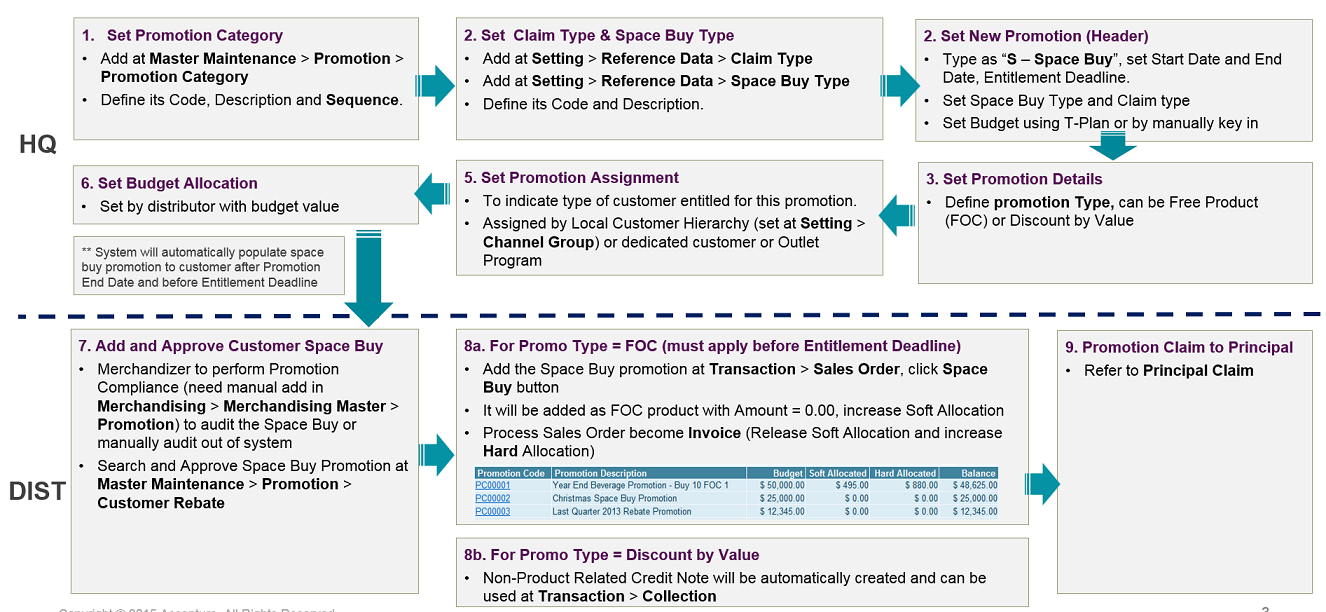 HQ
1. Set Promotion Category
• Add at Master Maintenance > Promotion >
Promotion Category
• Define its Code, Description and Sequence.
2. Set Claim Type & Space Buy Type
• Add at Setting > Reference Data > Claim Type
• Add at Setting > Reference Data > Space Buy Type
• Define its Code and Description.
2. Set New Promotion (Header)
• Type as “S – Space Buy”, set Start Date and End
Date, Entitlement Deadline.
• Set Space Buy Type and Claim type
• Set Budget using T-Plan or by manually key in
3. Set Promotion Details
• Define promotion Type, can be Free Product
(FOC) or Discount by Value
5. Set Promotion Assignment
• To indicate type of customer entitled for this promotion.
• Assigned by Local Customer Hierarchy (set at Setting >
Channel Group) or dedicated customer or Outlet
Program
6. Set Budget Allocation
• Set by distributor with budget value
** System will automatically populate space
buy promotion to customer after Promotion
End Date and before Entitlement Deadline
DIST
7. Add and Approve Customer Space Buy
• Merchandizer to perform Promotion
Compliance (need manual add in
Merchandising > Merchandising Master >
Promotion) to audit the Space Buy or
manually audit out of system
• Search and Approve Space Buy Promotion at
Master Maintenance > Promotion >
Customer Rebate
8a. For Promo Type = FOC (must apply before Entitlement Deadline)
• Add the Space Buy promotion at Transaction > Sales Order, click Space
Buy button
• It will be added as FOC product with Amount = 0.00, increase Soft Allocation
• Process Sales Order become Invoice (Release Soft Allocation and increase
Hard Allocation)
Promotion Code Promotion Description Budget Soft Allocated Hard Allocated Balance
PC00001 Year End Beverage Promotion - Buy 10 FOC 1 $ 50,000.00 $ 495.00 $ 880.00 $ 48,625.00
PC00002 Christmas Space Buy Promotion $ 25,000.00 $ 0.00 $ 0.00 $ 25,000.00
PC00003 Last Quarter 2013 Rebate Promotion $ 12,345.00 $ 0.00 $ 0.00 $ 12,345.00
8b. For Promo Type = Discount by Value
• Non-Product Related Credit Note will be automatically created and can be
used at Transaction > Collection
9. Promotion Claim to Principal
• Refer to Principal Claim
Copyright © 2015 Accenture All Rights Reserved
3